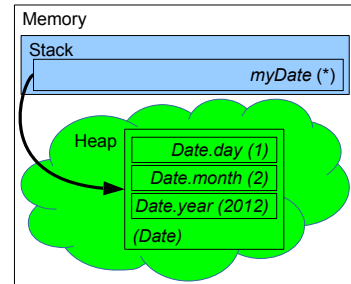 Memory
Stack
myDate (*)
Heap
Date.day (1)
Date.month (2)
Date.year (2012)
(Date)